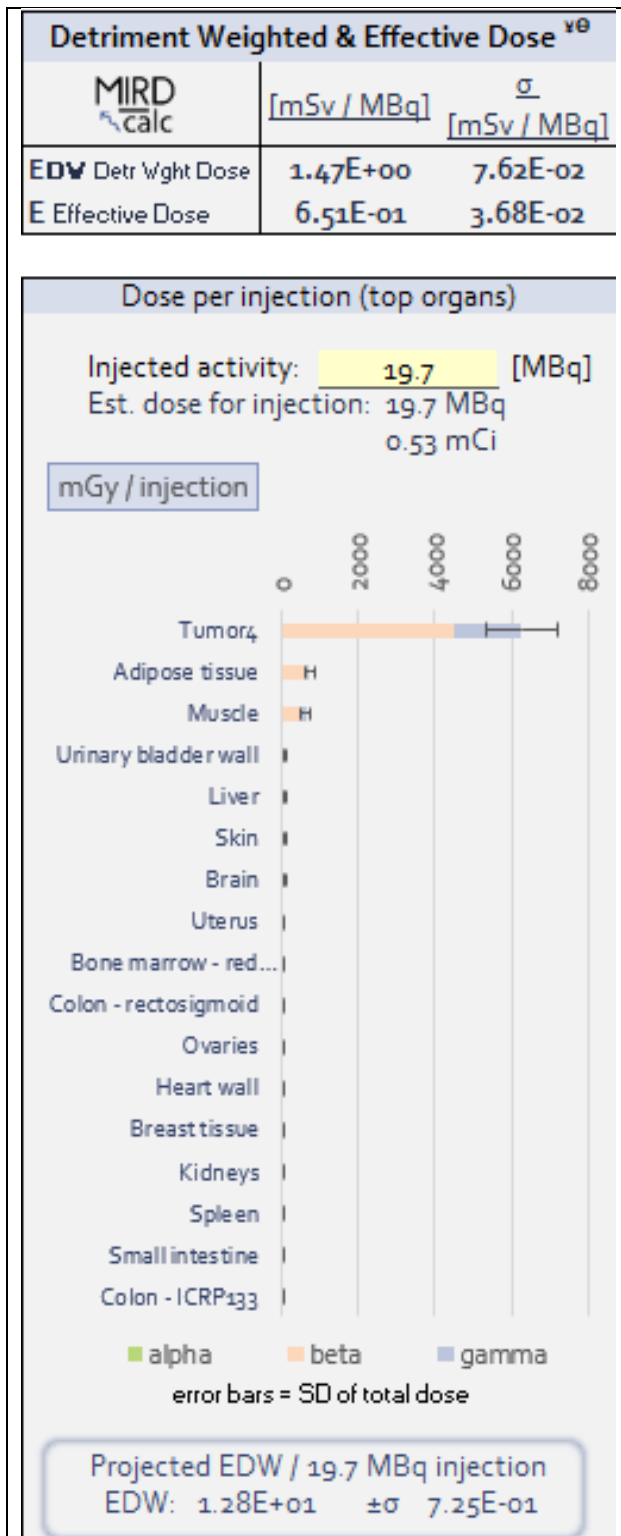 Detriment Weighted & Effective Dose ¥Θ
MIRD calc [mSv / MBq] σ [mSv / MBq]
EDW Detr Wght Dose 1.47E+00 7.62E-02
E Effective Dose 6.51E-01 3.68E-02
Dose per injection (top organs)
Injected activity: 19.7 [MBq]
Est. dose for injection: 19.7 MBq
0.53 mCi
mGy / injection
0 2000 4000 6000 8000
Tumor4
Adipose tissue
Muscle
Urinary bladder wall
Liver
Skin
Brain
Uterus
Bone marrow - red...
Colon - rectosigmoid
Ovaries
Heart wall
Breast tissue
Kidneys
Spleen
Small intestine
Colon - ICRP133
alpha beta gamma
error bars = SD of total dose
Projected EDW / 19.7 MBq injection
EDW: 1.28E+01 ±σ 7.25E-01